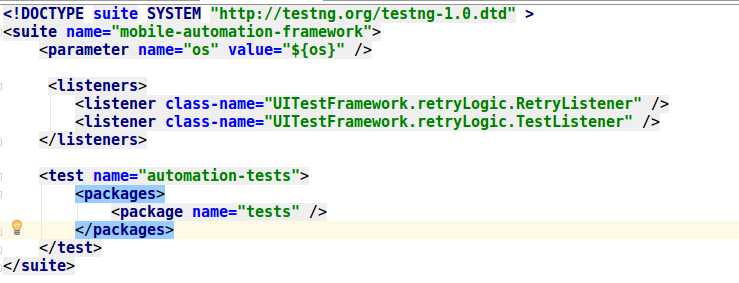 <!DOCTYPE suite SYSTEM "http://testng.org/testng-1.0.dtd" >
<suite name="mobile-automation-framework">
<parameter name="os" value="${os}" />
<listeners>
<listener class-name="UITestFramework.retryLogic.RetryListener" />
<listener class-name="UITestFramework.retryLogic.TestListener" />
</listeners>
<test name="automation-tests">
<packages>
<package name="tests" />
</packages>
</test>
</suite>